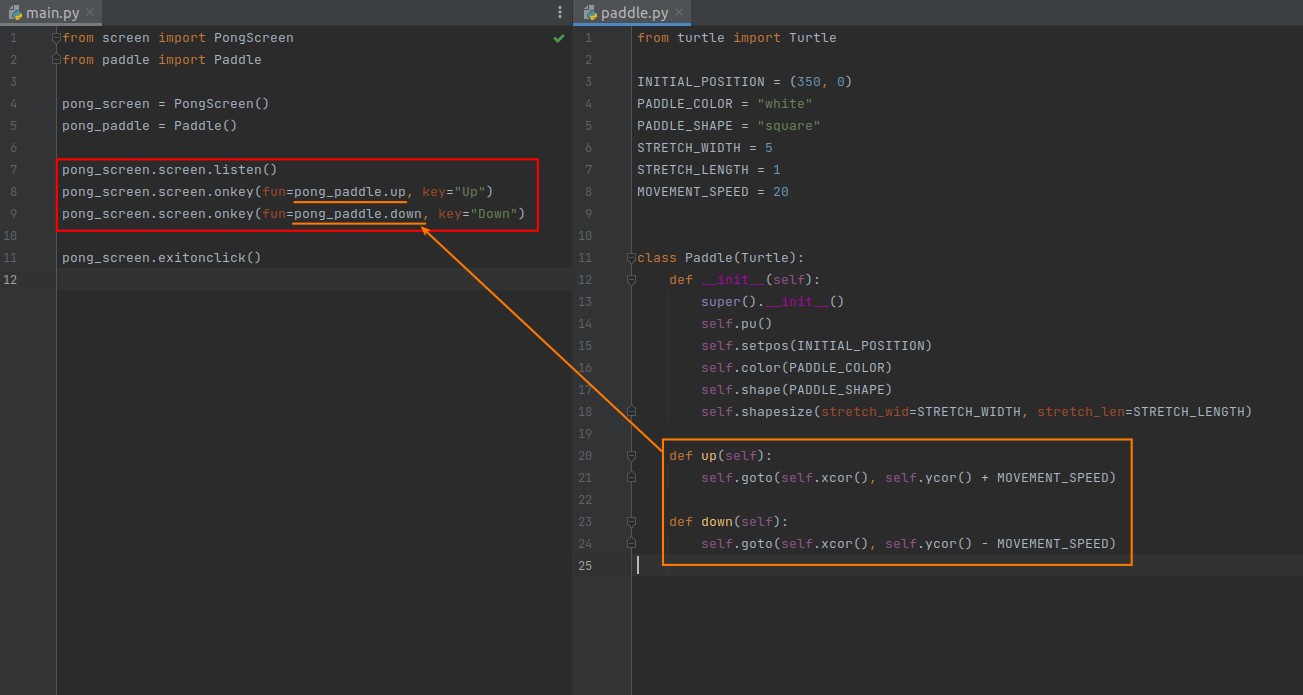 main.py
1 from screen import PongScreen
2 from paddle import Paddle
3
4 pong_screen = PongScreen()
5 pong_paddle = Paddle()
6
7 pong_screen.screen.listen()
8 pong_screen.screen.onkey(fun=pong_paddle.up, key="Up")
9 pong_screen.screen.onkey(fun=pong_paddle.down, key="Down")
10
11 pong_screen.exitonclick()
12
paddle.py
1 from turtle import Turtle
2
3 INITIAL_POSITION = (350, 0)
4 PADDLE_COLOR = "white"
5 PADDLE_SHAPE = "square"
6 STRETCH_WIDTH = 5
7 STRETCH_LENGTH = 1
8 MOVEMENT_SPEED = 20
9
10
11 class Paddle(Turtle):
12     def __init__(self):
13         super().__init__()
14         self.pu()
15         self.setpos(INITIAL_POSITION)
16         self.color(PADDLE_COLOR)
17         self.shape(PADDLE_SHAPE)
18         self.shapesize(stretch_wid=STRETCH_WIDTH, stretch_len=STRETCH_LENGTH)
19
20     def up(self):
21         self.goto(self.xcor(), self.ycor() + MOVEMENT_SPEED)
22
23     def down(self):
24         self.goto(self.xcor(), self.ycor() - MOVEMENT_SPEED)
25